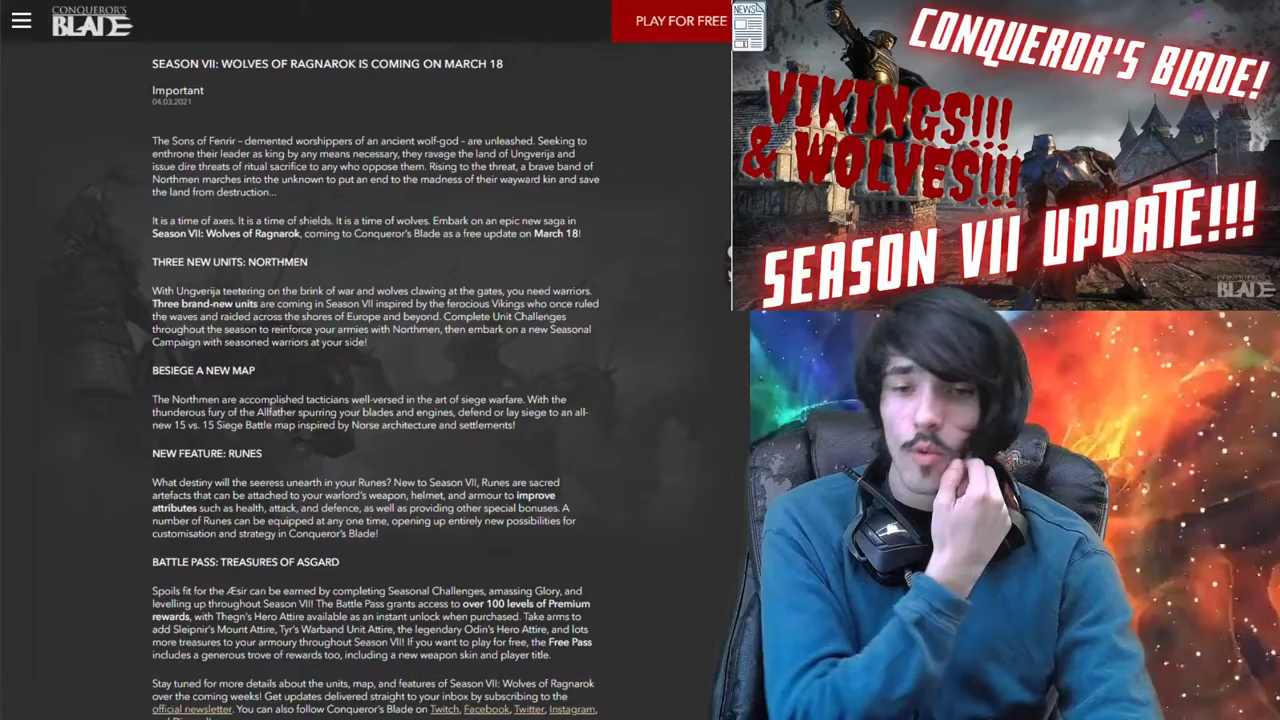 CONQUEROR'S
BLADE
PLAY FOR FREE
SEASON VII: WOLVES OF RAGNAROK IS COMING ON MARCH 18
Important
04.03.2021
The Sons of Fenrir – demented worshippers of an ancient wolf-god – are unleashed. Seeking to
enthrone their leader as king by any means necessary, they ravage the land of Ungverija and
issue dire threats of ritual sacrifice to any who oppose them. Rising to the threat, a brave band of
Northmen marches into the unknown to put an end to the madness of their wayward kin and save
the land from destruction...
It is a time of axes. It is a time of shields. It is a time of wolves. Embark on an epic new saga in
Season VII: Wolves of Ragnarok, coming to Conqueror's Blade as a free update on March 18!
THREE NEW UNITS: NORTHMEN
With Ungverija teetering on the brink of war and wolves clawing at the gates, you need warriors.
Three brand-new units are coming in Season VII inspired by the ferocious Vikings who once ruled
the waves and raided across the shores of Europe and beyond. Complete Unit Challenges
throughout the season to reinforce your armies with Northmen, then embark on a new Seasonal
Campaign with seasoned warriors at your side!
BESIEGE A NEW MAP
The Northmen are accomplished tacticians well-versed in the art of siege warfare. With the
thunderous fury of the Allfather spurring your blades and engines, defend or lay siege to an all-
new 15 vs. 15 Siege Battle map inspired by Norse architecture and settlements!
NEW FEATURE: RUNES
What destiny will the seeress unearth in your Runes? New to Season VII, Runes are sacred
artefacts that can be attached to your warlord's weapon, helmet, and armour to improve
attributes such as health, attack, and defence, as well as providing other special bonuses. A
number of Runes can be equipped at any one time, opening up entirely new possibilities for
customisation and strategy in Conqueror's Blade!
BATTLE PASS: TREASURES OF ASGARD
Spoils fit for the Æsir can be earned by completing Seasonal Challenges, amassing Glory, and
levelling up throughout Season VII! The Battle Pass grants access to over 100 levels of Premium
rewards, with Thegn's Hero Attire available as an instant unlock when purchased. Take arms to
add Sleipnir's Mount Attire, Tyr's Warband Unit Attire, the legendary Odin's Hero Attire, and lots
more treasures to your armoury throughout Season VII! If you want to play for free, the Free Pass
includes a generous trove of rewards too, including a new weapon skin and player title.
Stay tuned for more details about the units, map, and features of Season VII: Wolves of Ragnarok
over the coming weeks! Get updates delivered straight to your inbox by subscribing to the
official newsletter. You can also follow Conqueror's Blade on Twitch, Facebook, Twitter, Instagram,
NEWS
CONQUEROR'S BLADE!
VIKINGS!!!
& WOLVES!!!
SEASON VII UPDATE!!!
CONQUEROR'S
BLADE